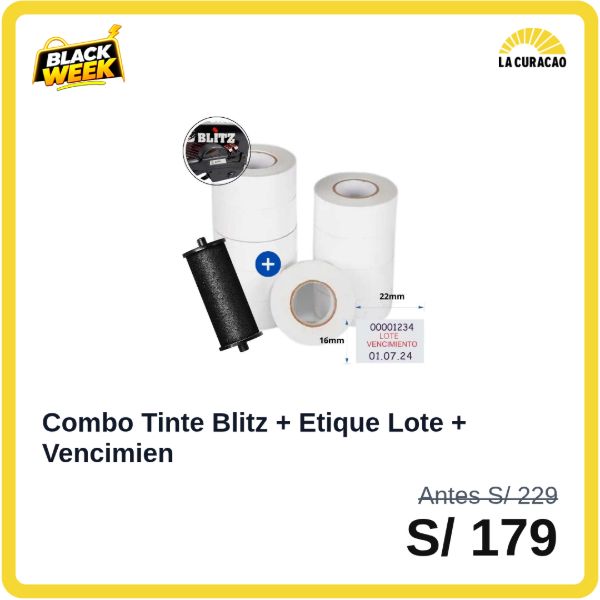 BLACK
WEEK
LA CURACAO
BLITZ
22mm
16mm
00001234
LOTE
VENCIMIENTO
01.07.24
Combo Tinte Blitz + Etique Lote +
Vencimien
Antes S/ 229
S/ 179